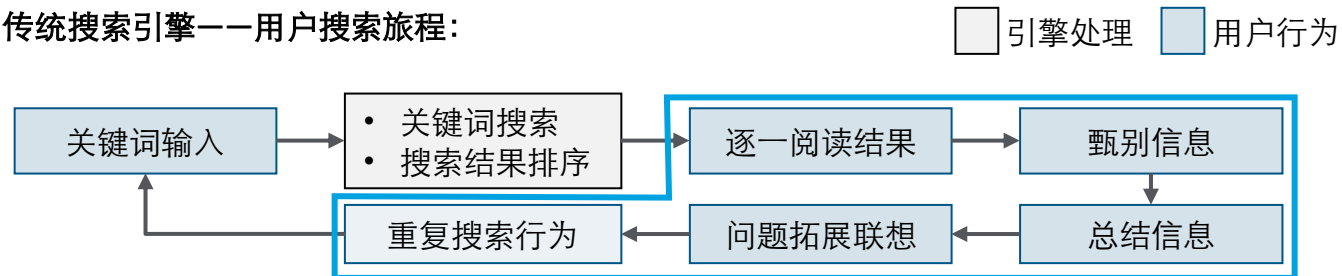 传统搜索引擎——用户搜索旅程：
引擎处理
用户行为
关键词输入
• 关键词搜索
• 搜索结果排序
逐一阅读结果
甄别信息
重复搜索行为
问题拓展联想
总结信息